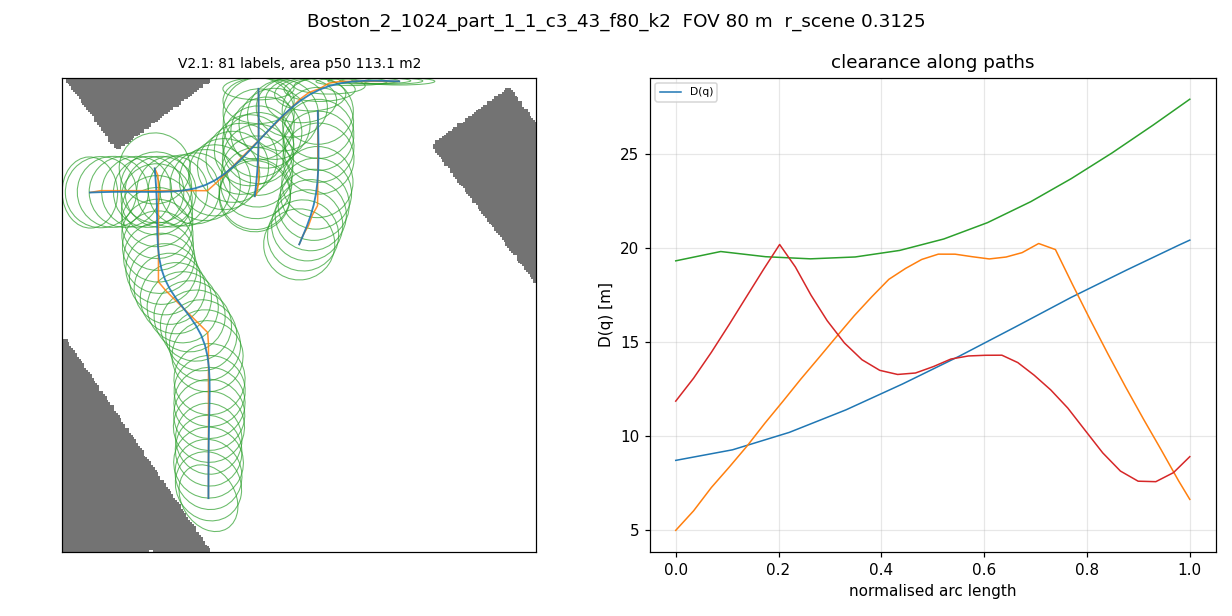 Boston_2_1024_part_1_1_c3_43_f80_k2 FOV 80 m r_scene 0.3125
V2.1: 81 labels, area p50 113.1 m2
clearance along paths
D(q)
25
20
15
10
5
D(q) [m]
0.0 0.2 0.4 0.6 0.8 1.0
normalised arc length